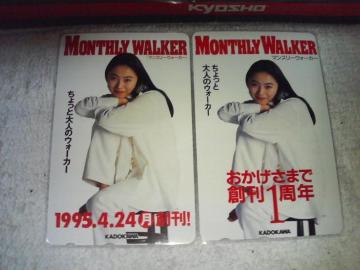 KYOSHO
MONTHLY WALKER
マンスリーウォーカー
ちょっと大人のウォーカー
1995.4.24月創刊!
KADOKAWA
MONTHLY WALKER
マンスリーウォーカー
ちょっと
大人のウォーカー
おかげさまで
創刊1周年
KADOKAWA